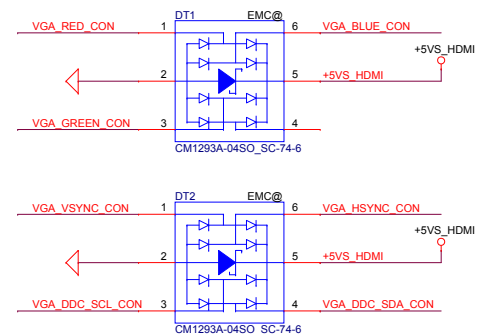 DT1 EMC@
VGA_RED_CON 1 6 VGA_BLUE_CON
+5VS_HDMI
2 5 +5VS_HDMI
VGA_GREEN_CON 3 4
CM1293A-04SO_SC-74-6
DT2 EMC@
VGA_VSYNC_CON 1 6 VGA_HSYNC_CON
+5VS_HDMI
2 5 +5VS_HDMI
VGA_DDC_SCL_CON 3 4 VGA_DDC_SDA_CON
CM1293A-04SO_SC-74-6